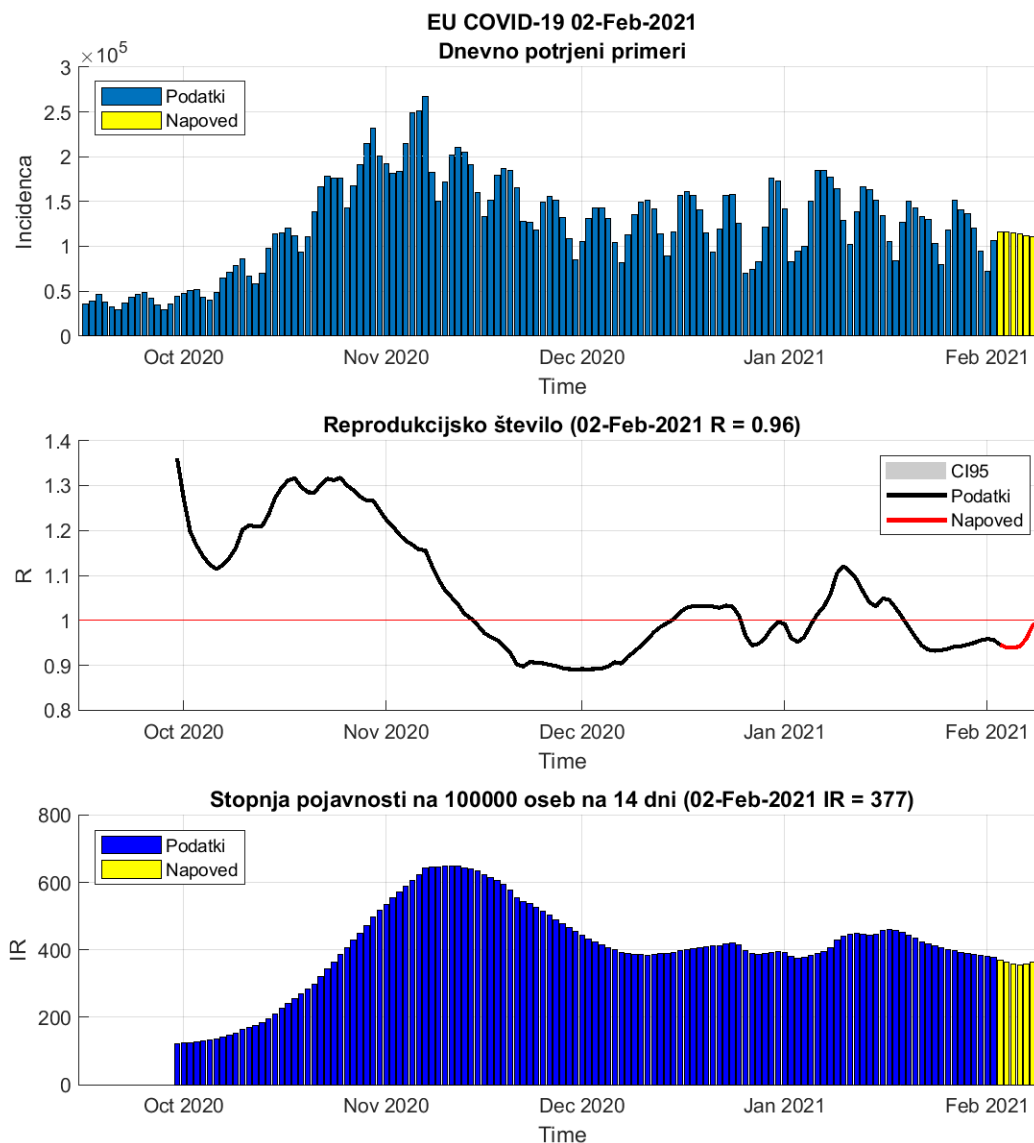 EU COVID-19 02-Feb-2021
Dnevno potrjeni primeri
×10^5
3
2.5
2
1.5
1
0.5
0
Incidenca
Podatki
Napoved
Oct 2020 Nov 2020 Dec 2020 Jan 2021 Feb 2021
Time
Reprodukcijsko število (02-Feb-2021 R = 0.96)
1.4
1.3
1.2
1.1
1
0.9
0.8
R
CI95
Podatki
Napoved
Oct 2020 Nov 2020 Dec 2020 Jan 2021 Feb 2021
Time
Stopnja pojavnosti na 100000 oseb na 14 dni (02-Feb-2021 IR = 377)
800
600
400
200
0
IR
Podatki
Napoved
Oct 2020 Nov 2020 Dec 2020 Jan 2021 Feb 2021
Time